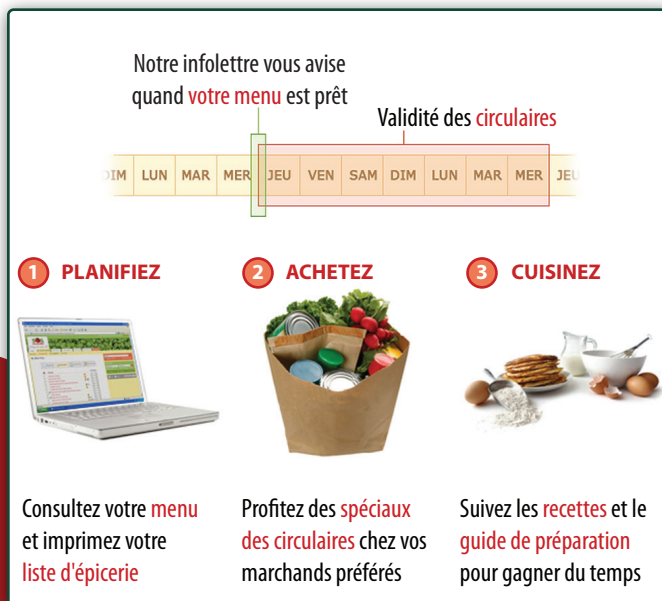 Notre infolettre vous avise
quand votre menu est prêt
Validité des circulaires
DIM LUN MAR MER JEU VEN SAM DIM LUN MAR MER JEU
1 PLANIFIEZ
2 ACHETEZ
3 CUISINEZ
Consultez votre menu
et imprimez votre
liste d'épicerie
Profitez des spéciaux
des circulaires chez vos
marchands préférés
Suivez les recettes et le
guide de préparation
pour gagner du temps